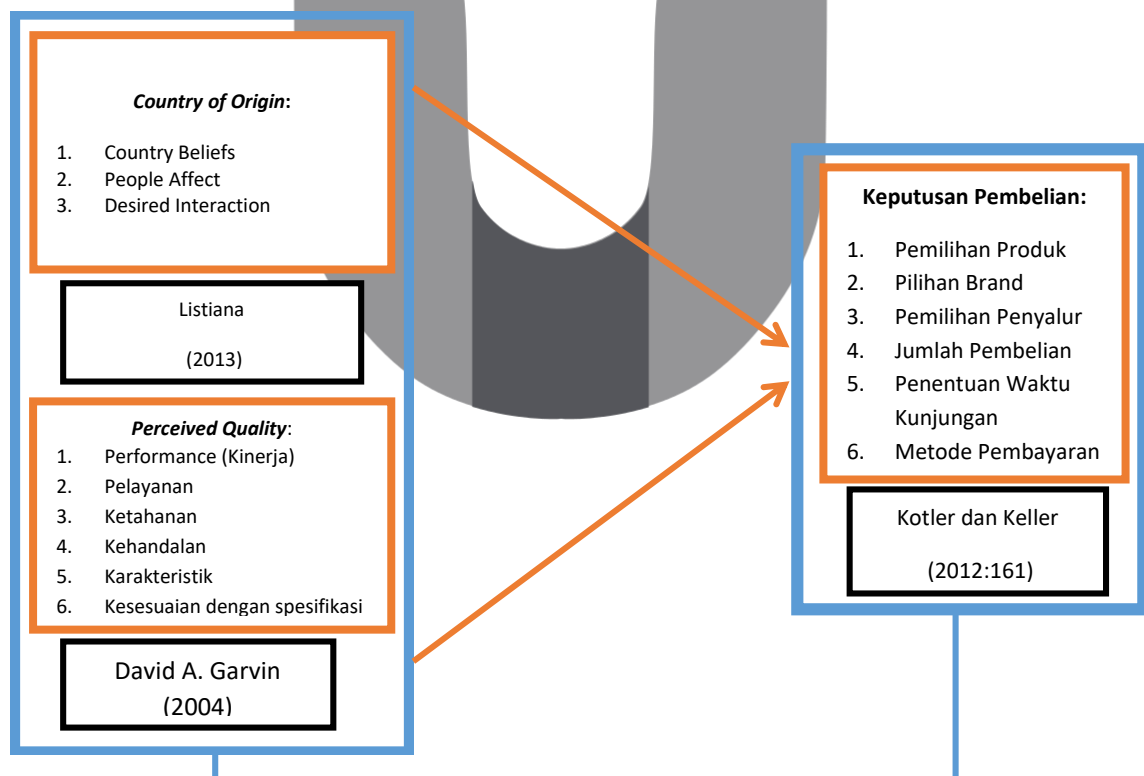 Country of Origin:
1. Country Beliefs
2. People Affect
3. Desired Interaction
Listiana
(2013)
Perceived Quality:
1. Performance (Kinerja)
2. Pelayanan
3. Ketahanan
4. Kehandalan
5. Karakteristik
6. Kesesuaian dengan spesifikasi
David A. Garvin
(2004)
Keputusan Pembelian:
1. Pemilihan Produk
2. Pilihan Brand
3. Pemilihan Penyalur
4. Jumlah Pembelian
5. Penentuan Waktu
Kunjungan
6. Metode Pembayaran
Kotler dan Keller
(2012:161)